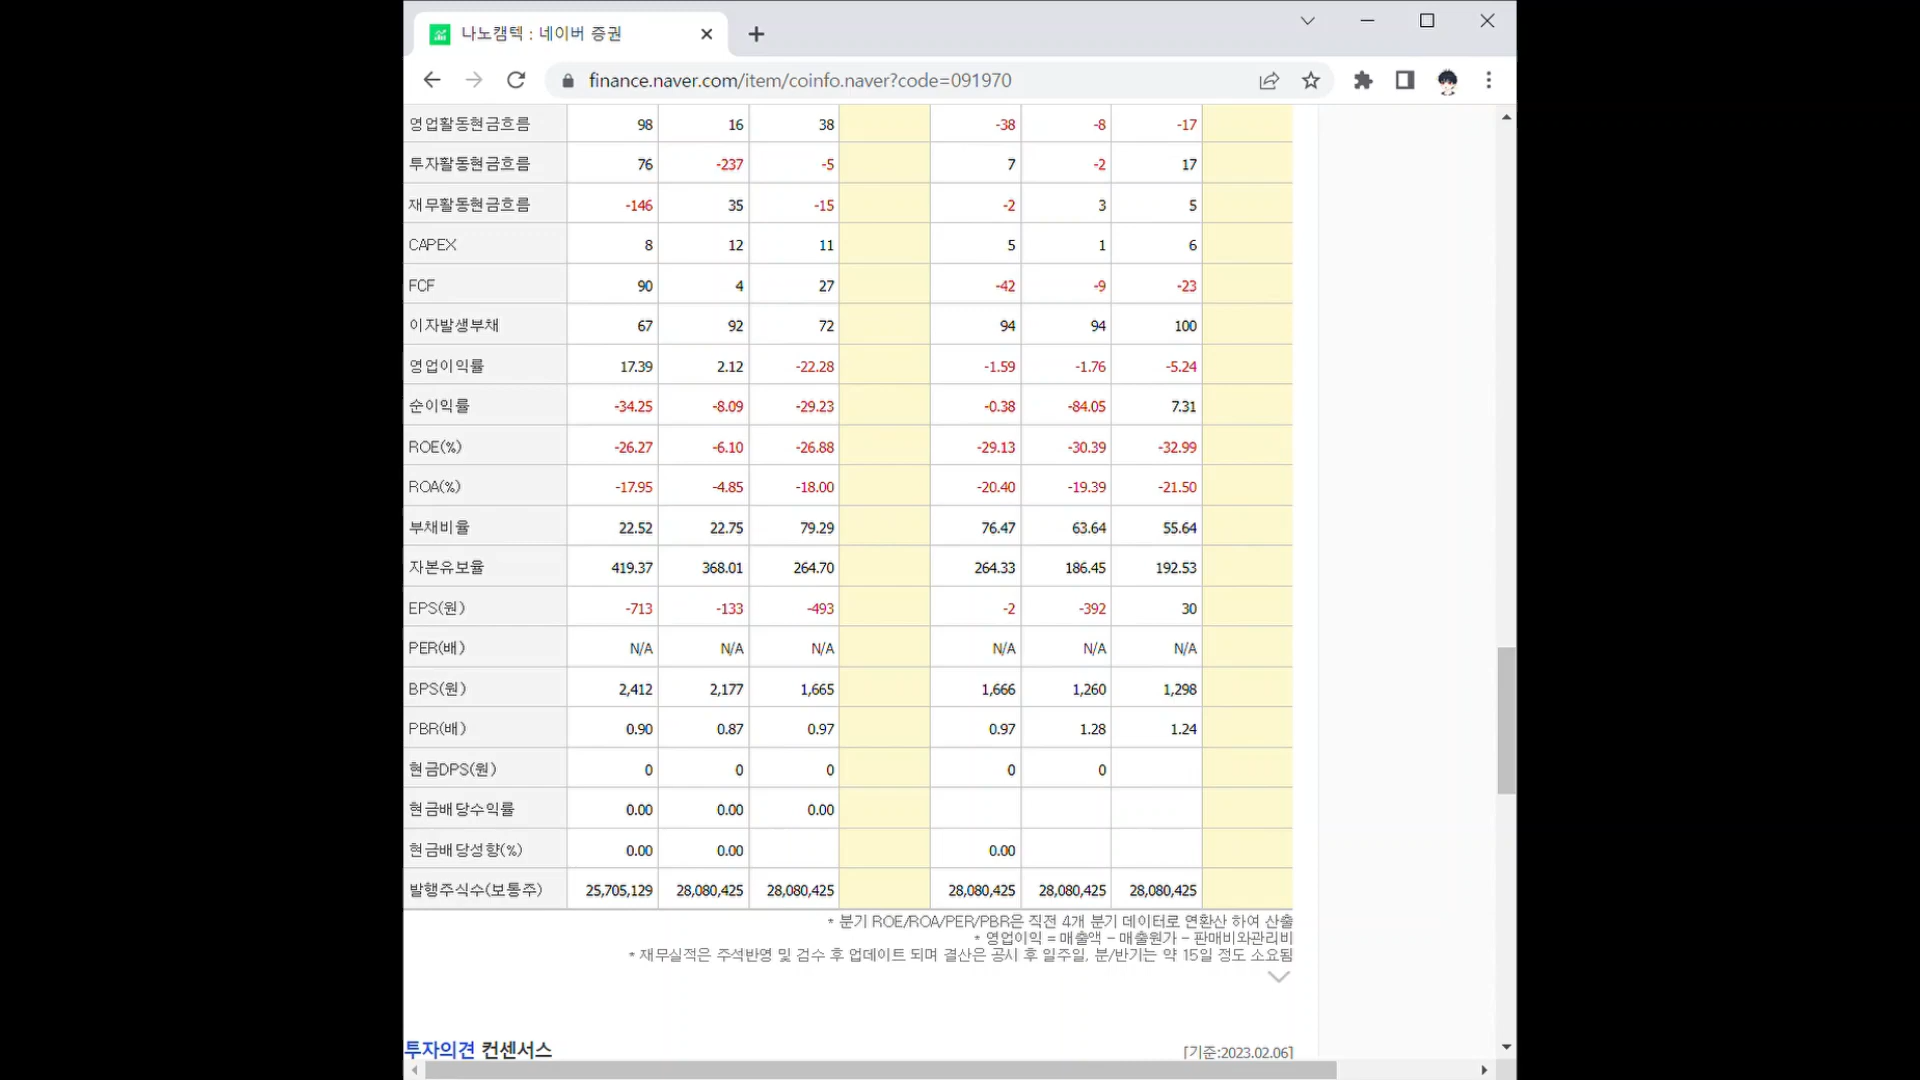 나노캠텍 : 네이버 증권
finance.naver.com/item/coinfo.naver?code=091970
영업활동현금흐름 98 16 38 -38 -8 -17
투자활동현금흐름 76 -237 -5 7 -2 17
재무활동현금흐름 -146 35 -15 -2 3 5
CAPEX 8 12 11 5 1 6
FCF 90 4 27 -42 -9 -23
이자발생부채 67 92 72 94 94 100
영업이익률 17.39 2.12 -22.28 -1.59 -1.76 -5.24
순이익률 -34.25 -8.09 -29.23 -0.38 -84.05 7.31
ROE(%) -26.27 -6.10 -26.88 -29.13 -30.39 -32.99
ROA(%) -17.95 -4.85 -18.00 -20.40 -19.39 -21.50
부채비율 22.52 22.75 79.29 76.47 63.64 55.64
자본유보율 419.37 368.01 264.70 264.33 186.45 192.53
EPS(원) -713 -133 -493 -2 -392 30
PER(배) N/A N/A N/A N/A N/A N/A
BPS(원) 2,412 2,177 1,665 1,666 1,260 1,298
PBR(배) 0.90 0.87 0.97 0.97 1.28 1.24
현금DPS(원) 0 0 0 0 0
현금배당수익률 0.00 0.00 0.00
현금배당성향(%) 0.00 0.00 0.00
발행주식수(보통주) 25,705,129 28,080,425 28,080,425 28,080,425 28,080,425 28,080,425
* 분기 ROE/ROA/PER/PBR은 직전 4개 분기 데이터로 연환산 하여 산출
* 영업이익 = 매출액 - 매출원가 - 판매비와관리비
* 재무실적은 주석반영 및 검수 후 업데이트 되며 결산은 공시 후 일주일, 분/반기는 약 15일 정도 소요됨
투자의견 컨센서스 [기준:2023.02.06]